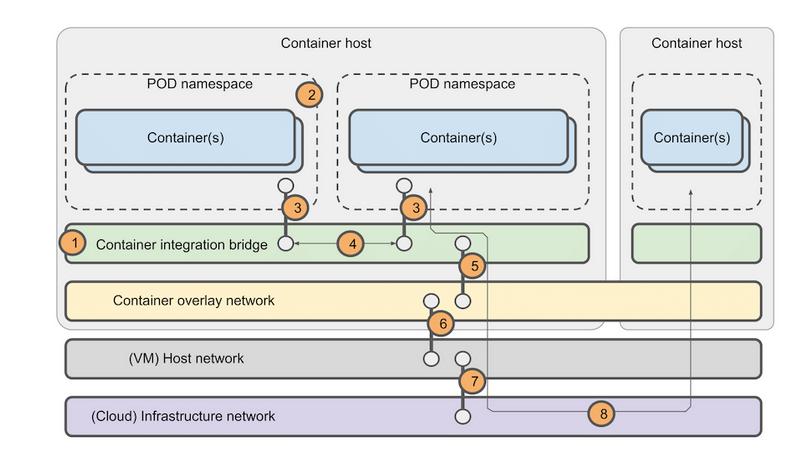 Container host
Container host
POD namespace
POD namespace
2
Container(s)
Container(s)
Container(s)
3
3
1
Container integration bridge
4
5
Container overlay network
6
(VM) Host network
7
(Cloud) Infrastructure network
8